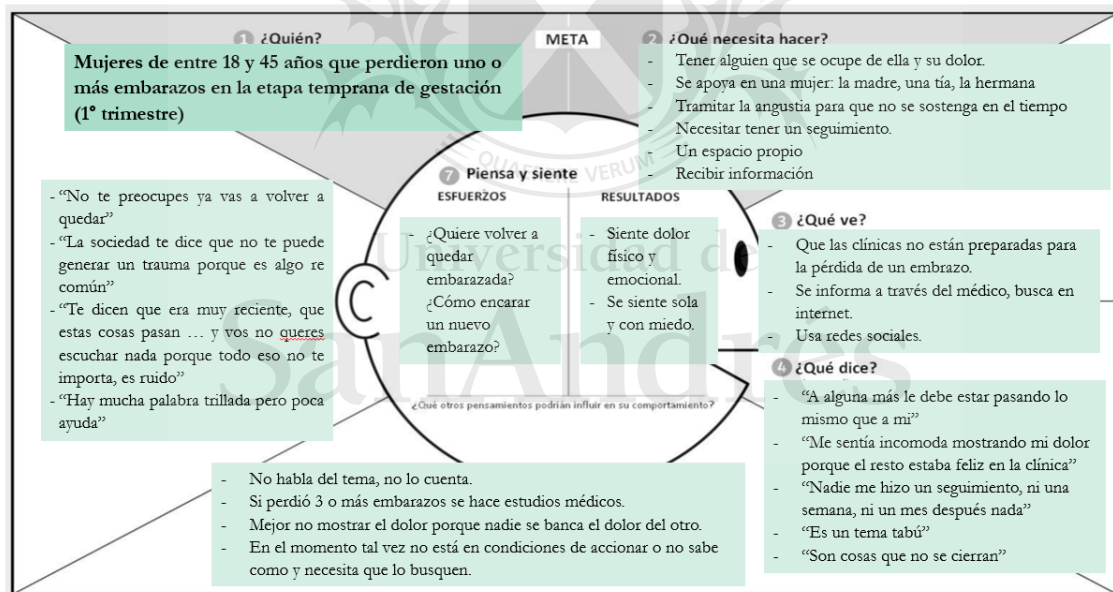 1 ¿Quién?
Mujeres de entre 18 y 45 años que perdieron uno o
más embarazos en la etapa temprana de gestación
(1° trimestre)
META
2 ¿Qué necesita hacer?
- Tener alguien que se ocupe de ella y su dolor.
- Se apoya en una mujer: la madre, una tía, la hermana
- Tramitar la angustia para que no se sostenga en el tiempo
- Necesitar tener un seguimiento.
- Un espacio propio
- Recibir información
3 ¿Qué ve?
- Que las clínicas no están preparadas para
la pérdida de un embrazo.
- Se informa a través del médico, busca en
internet.
- Usa redes sociales.
4 ¿Qué dice?
- “A alguna más le debe estar pasando lo
mismo que a mi”
- “Me sentía incomoda mostrando mi dolor
porque el resto estaba feliz en la clínica”
- “Nadie me hizo un seguimiento, ni una
semana, ni un mes después nada”
- “Es un tema tabú”
- “Son cosas que no se cierran”
- No habla del tema, no lo cuenta.
- Si perdió 3 o más embarazos se hace estudios médicos.
- Mejor no mostrar el dolor porque nadie se banca el dolor del otro.
- En el momento tal vez no está en condiciones de accionar o no sabe
como y necesita que lo busquen.
- “No te preocupes ya vas a volver a
quedar”
- “La sociedad te dice que no te puede
generar un trauma porque es algo re
común”
- “Te dicen que era muy reciente, que
estas cosas pasan … y vos no queres
escuchar nada porque todo eso no te
importa, es ruido”
- “Hay mucha palabra trillada pero poca
ayuda”
7 Piensa y siente
ESFUERZOS
- ¿Quiere volver a
quedar
embarazada?
¿Cómo encarar
un nuevo
embarazo?
RESULTADOS
- Siente dolor
físico y
emocional.
- Se siente sola
y con miedo.
¿Qué otros pensamientos podrían influir en su comportamiento?
QUAERERE VERUM
Universidad de
SanAndrés